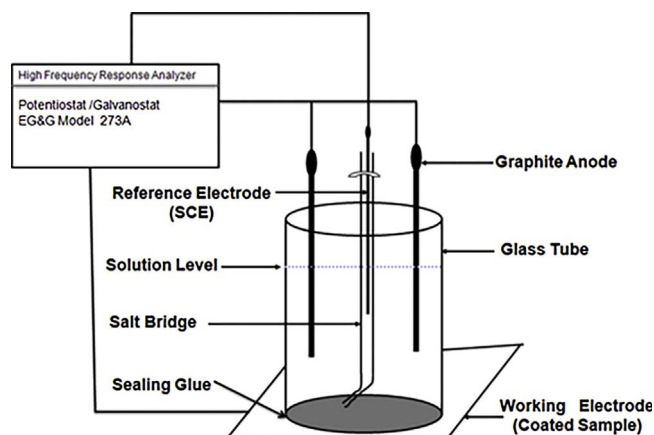 High Frequency Response Analyzer
Potentiostat /Galvanostat
EG&G Model 273A
Graphite Anode
Reference Electrode
(SCE)
Glass Tube
Solution Level
Salt Bridge
Sealing Glue
Working Electrode
(Coated Sample)